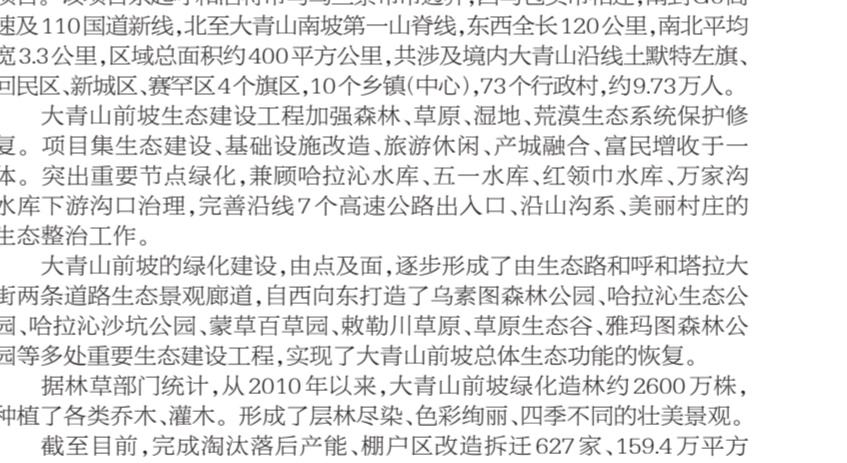 速及110国道新线,北至大青山南坡第一山脊线,东西全长120公里,南北平均
宽3.3公里,区域总面积约400平方公里,共涉及境内大青山沿线土默特左旗、
回民区、新城区、赛罕区4个旗区,10个乡镇(中心),73个行政村,约9.73万人。
大青山前坡生态建设工程加强森林、草原、湿地、荒漠生态系统保护修
复。项目集生态建设、基础设施改造、旅游休闲、产城融合、富民增收于一
体。突出重要节点绿化,兼顾哈拉沁水库、五一水库、红领巾水库、万家沟
水库下游沟口治理,完善沿线7个高速公路出入口、沿山沟系、美丽村庄的
生态整治工作。
大青山前坡的绿化建设,由点及面,逐步形成了由生态路和呼和塔拉大
街两条道路生态景观廊道,自西向东打造了乌素图森林公园、哈拉沁生态公
园、哈拉沁沙坑公园、蒙草百草园、敕勒川草原、草原生态谷、雅玛图森林公
园等多处重要生态建设工程,实现了大青山前坡总体生态功能的恢复。
据林草部门统计,从2010年以来,大青山前坡绿化造林约2600万株,
种植了各类乔木、灌木。形成了层林尽染、色彩绚丽、四季不同的壮美景观。
截至目前,完成淘汰落后产能、棚户区改造拆迁627家、159.4万平方